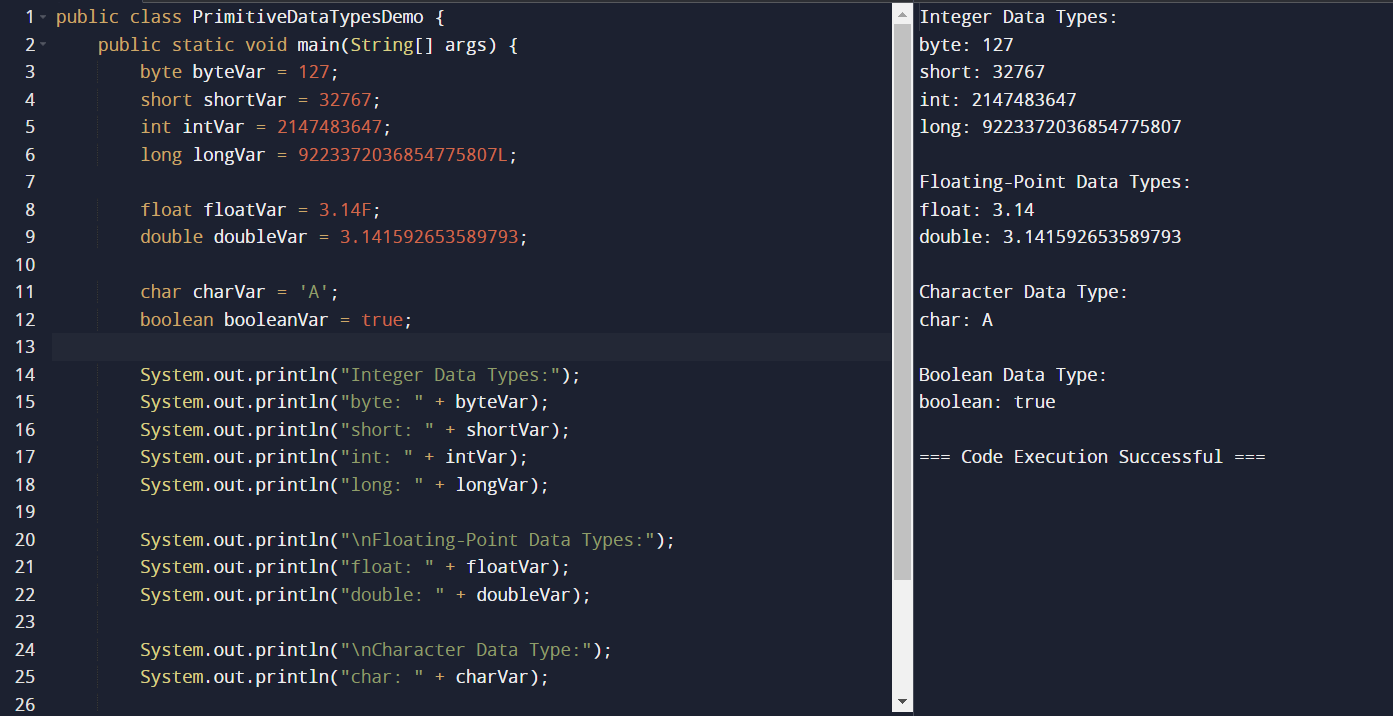 1 public class PrimitiveDataTypesDemo {
2 public static void main(String[] args) {
3 byte byteVar = 127;
4 short shortVar = 32767;
5 int intVar = 2147483647;
6 long longVar = 9223372036854775807L;
7
8 float floatVar = 3.14F;
9 double doubleVar = 3.141592653589793;
10
11 char charVar = 'A';
12 boolean booleanVar = true;
13
14 System.out.println("Integer Data Types:");
15 System.out.println("byte: " + byteVar);
16 System.out.println("short: " + shortVar);
17 System.out.println("int: " + intVar);
18 System.out.println("long: " + longVar);
19
20 System.out.println("\nFloating-Point Data Types:");
21 System.out.println("float: " + floatVar);
22 System.out.println("double: " + doubleVar);
23
24 System.out.println("\nCharacter Data Type:");
25 System.out.println("char: " + charVar);
26
Integer Data Types:
byte: 127
short: 32767
int: 2147483647
long: 9223372036854775807
Floating-Point Data Types:
float: 3.14
double: 3.141592653589793
Character Data Type:
char: A
Boolean Data Type:
boolean: true
=== Code Execution Successful ===